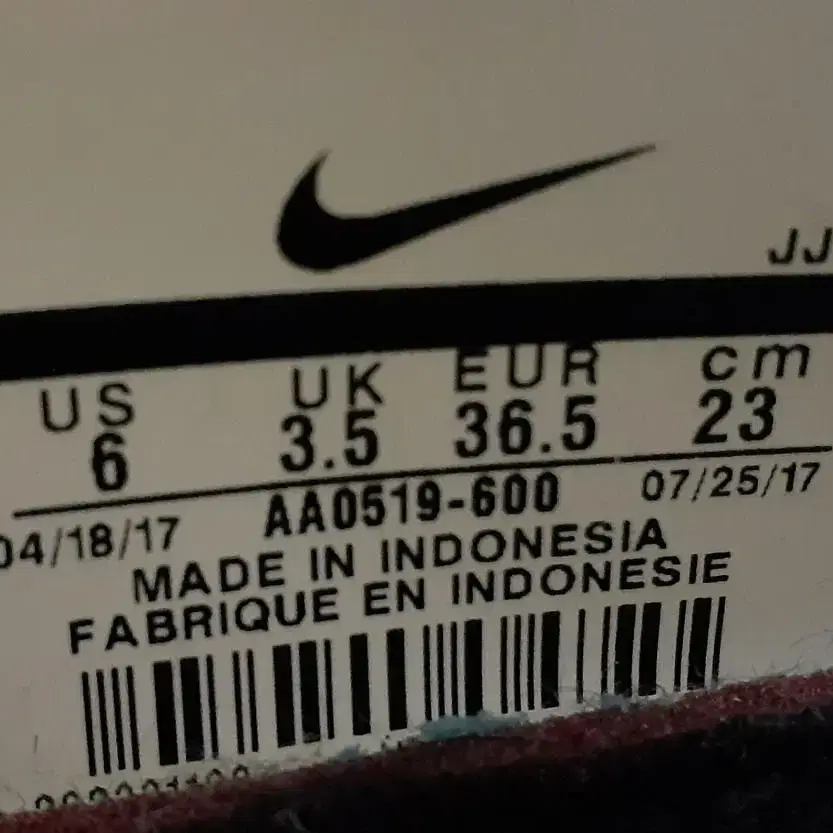 JJ
US UK EUR cm
6 3.5 36.5 23
04/18/17 AA0519-600 07/25/17
MADE IN INDONESIA
FABRIQUE EN INDONESIE